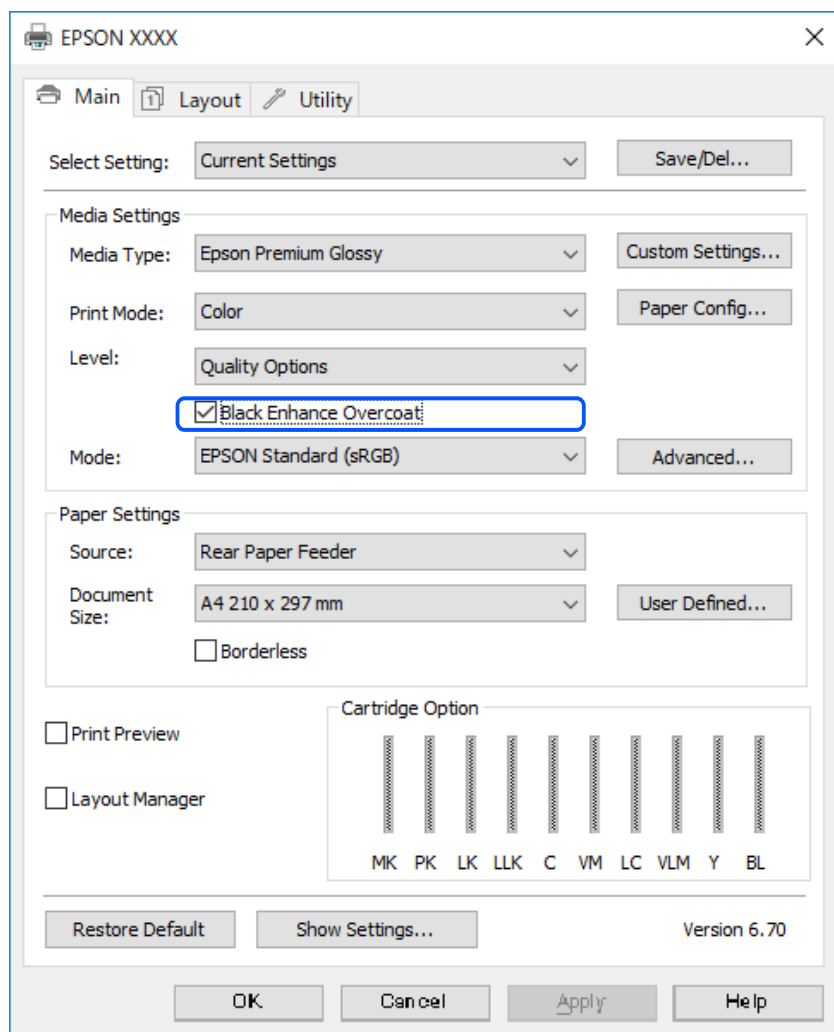 EPSON XXXX
Main Layout Utility
Select Setting: Current Settings Save/Del...
Media Settings
Media Type: Epson Premium Glossy Custom Settings...
Print Mode: Color Paper Config...
Level: Quality Options
Black Enhance Overcoat
Mode: EPSON Standard (sRGB) Advanced...
Paper Settings
Source: Rear Paper Feeder
Document
Size: A4 210 x 297 mm User Defined...
Borderless
Cartridge Option
Print Preview
Layout Manager
MK PK LK LLK C VM LC VLM Y BL
Restore Default Show Settings... Version 6.70
OK Cancel Apply Help